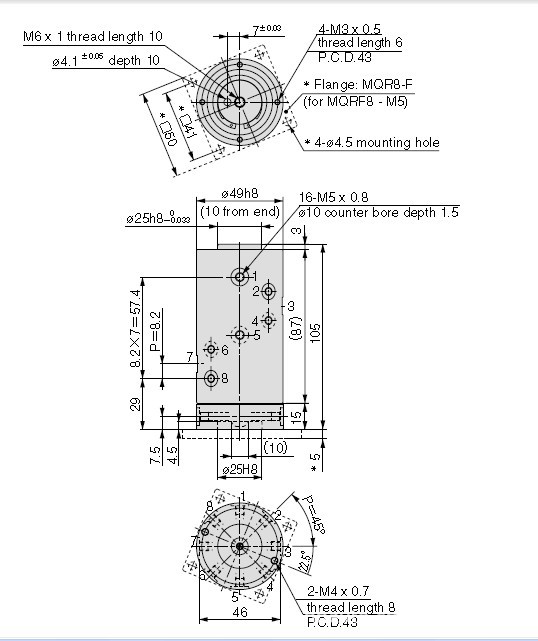 M6 x 1 thread length 10
7±0.03
4-M3 x 0.5
thread length 6
P.C.D.43
ø4.1 ±0.05 depth 10
* Flange: MQR8-F
(for MQRF8 - M5)
* □60
* □41
* 4-ø4.5 mounting hole
ø49h8
16-M5 x 0.8
ø25h8 0 -0.033
(10 from end)
ø10 counter bore depth 1.5
3
1
2
3
4
5
6
7
8
8.2×7=57.4
P=8.2
(87)
105
29
15
7.5
4.5
(10)
* 5
ø25H8
1
2
3
4
5
6
7
8
P=45°
22.5°
2-M4 x 0.7
thread length 8
P.C.D.43
46